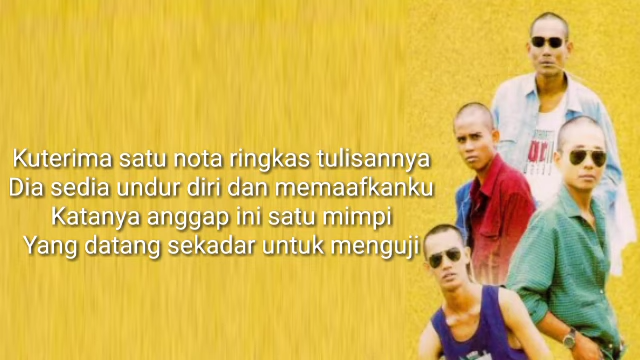 Kuterima satu nota ringkas tulisannya
Dia sedia undur diri dan memaafkanku
Katanya anggap ini satu mimpi
Yang datang sekadar untuk menguji